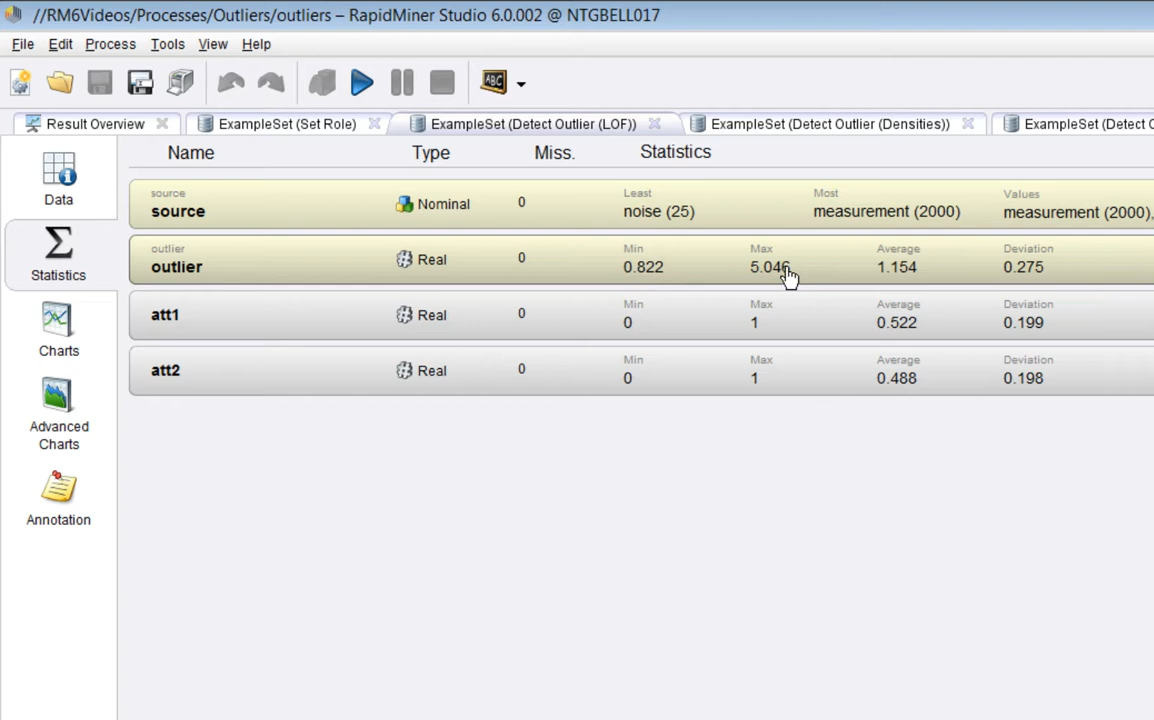 //RM6Videos/Processes/Outliers/outliers – RapidMiner Studio 6.0.002 @ NTGBELL017
File Edit Process Tools View Help
ABC
Result Overview ExampleSet (Set Role) ExampleSet (Detect Outlier (LOF)) ExampleSet (Detect Outlier (Densities)) ExampleSet (Detect O
Name Type Miss. Statistics
Data
Statistics
Charts
Advanced
Charts
Annotation
source Least Most Values
source Nominal 0 noise (25) measurement (2000) measurement (2000),
outlier Min Max Average Deviation
outlier Real 0 0.822 5.046 1.154 0.275
Min Max Average Deviation
att1 Real 0 0 1 0.522 0.199
Min Max Average Deviation
att2 Real 0 0 1 0.488 0.198